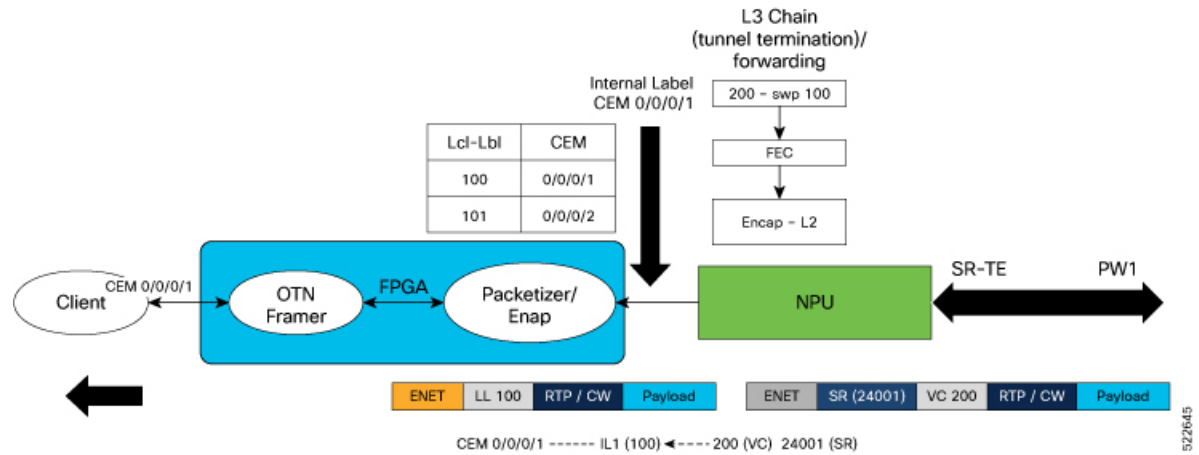 L3 Chain
(tunnel termination)/
forwarding
Internal Label
CEM 0/0/0/1
200 – swp 100
FEC
Encap – L2
Lcl-Lbl CEM
100 0/0/0/1
101 0/0/0/2
Client
CEM 0/0/0/1
OTN
Framer
FPGA
Packetizer/
Enap
NPU
SR-TE PW1
ENET LL 100 RTP / CW Payload
ENET SR (24001) VC 200 RTP / CW Payload
CEM 0/0/0/1 ------ IL1 (100) ◄---- 200 (VC) 24001 (SR)
522645